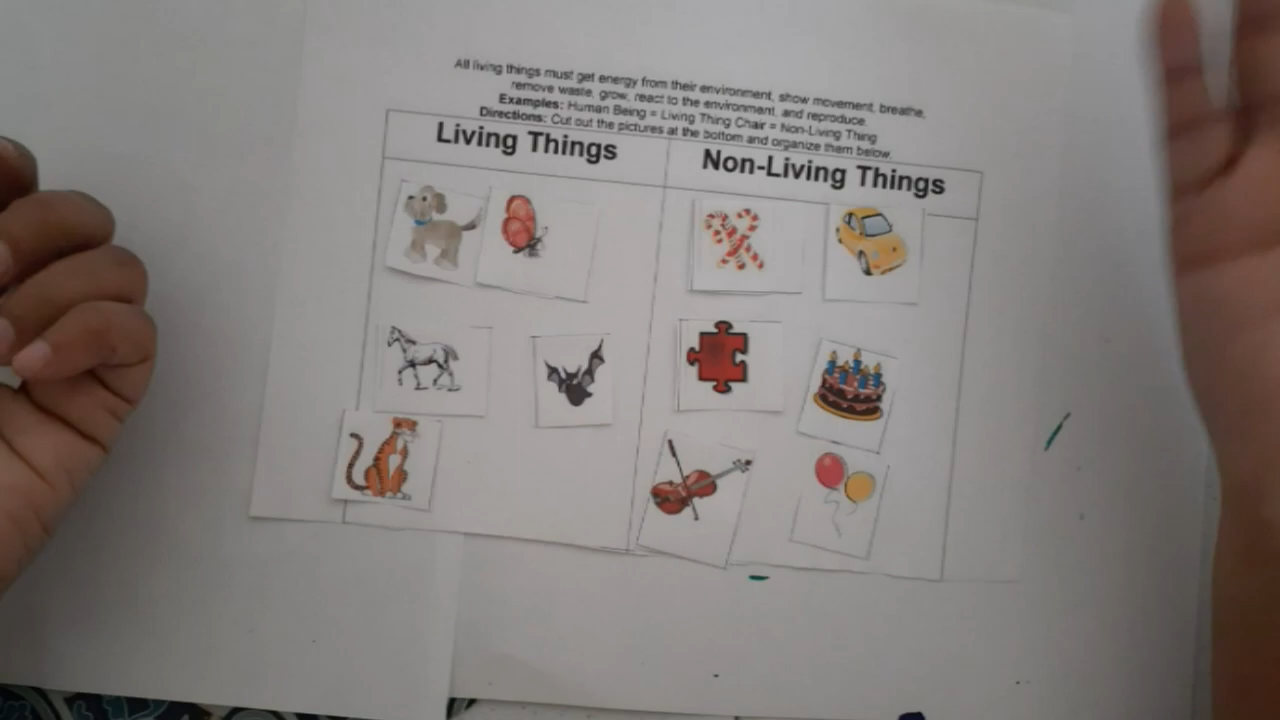 All living things must get energy from their environment, show movement, breathe,
remove waste, grow, react to the environment, and reproduce.
Examples: Human Being = Living Thing Chair = Non-Living Thing
Directions: Cut out the pictures at the bottom and organize them below.
Living Things
Non-Living Things